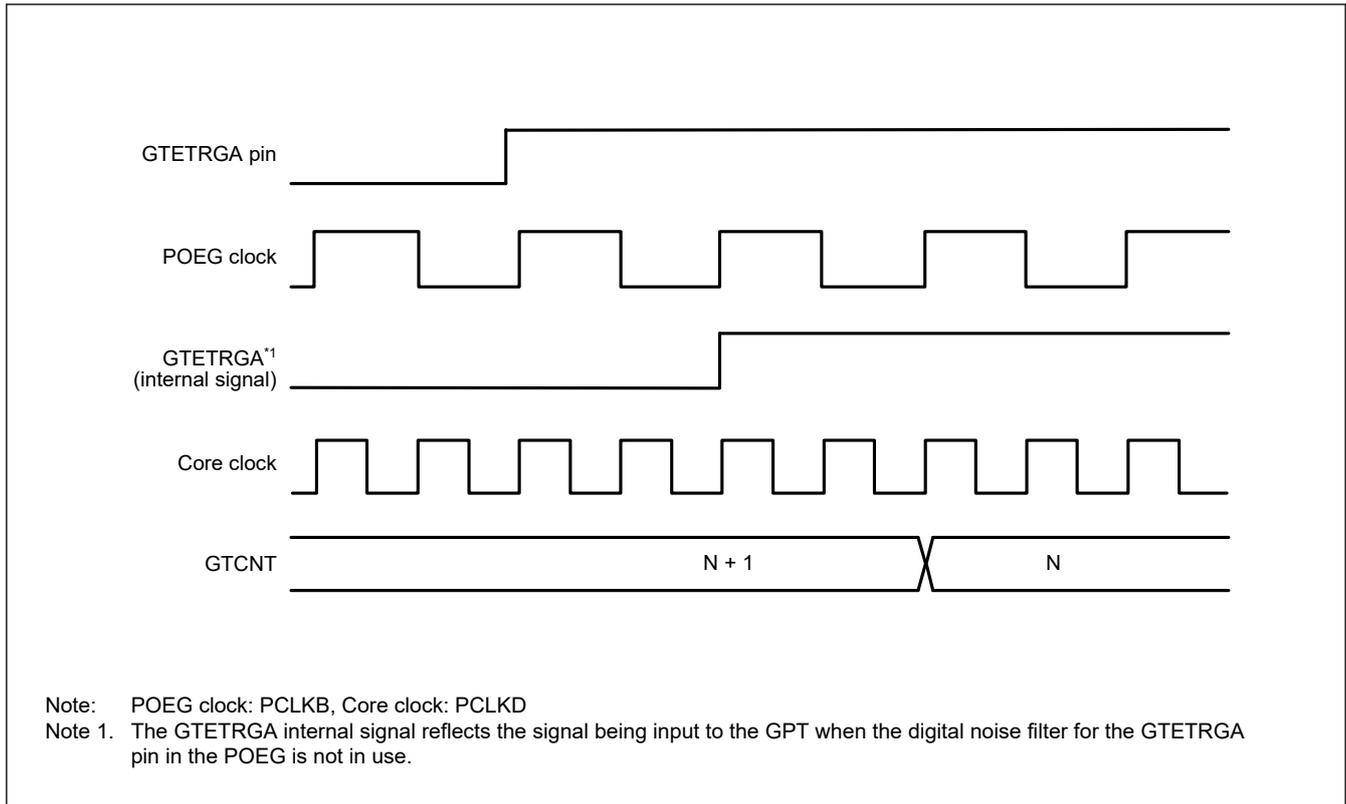 GTETRGA pin
POEG clock
GTETRGA*1
(internal signal)
Core clock
GTCNT
N + 1
N
Note: POEG clock: PCLKB, Core clock: PCLKD
Note 1. The GTETRGA internal signal reflects the signal being input to the GPT when the digital noise filter for the GTETRGA
pin in the POEG is not in use.